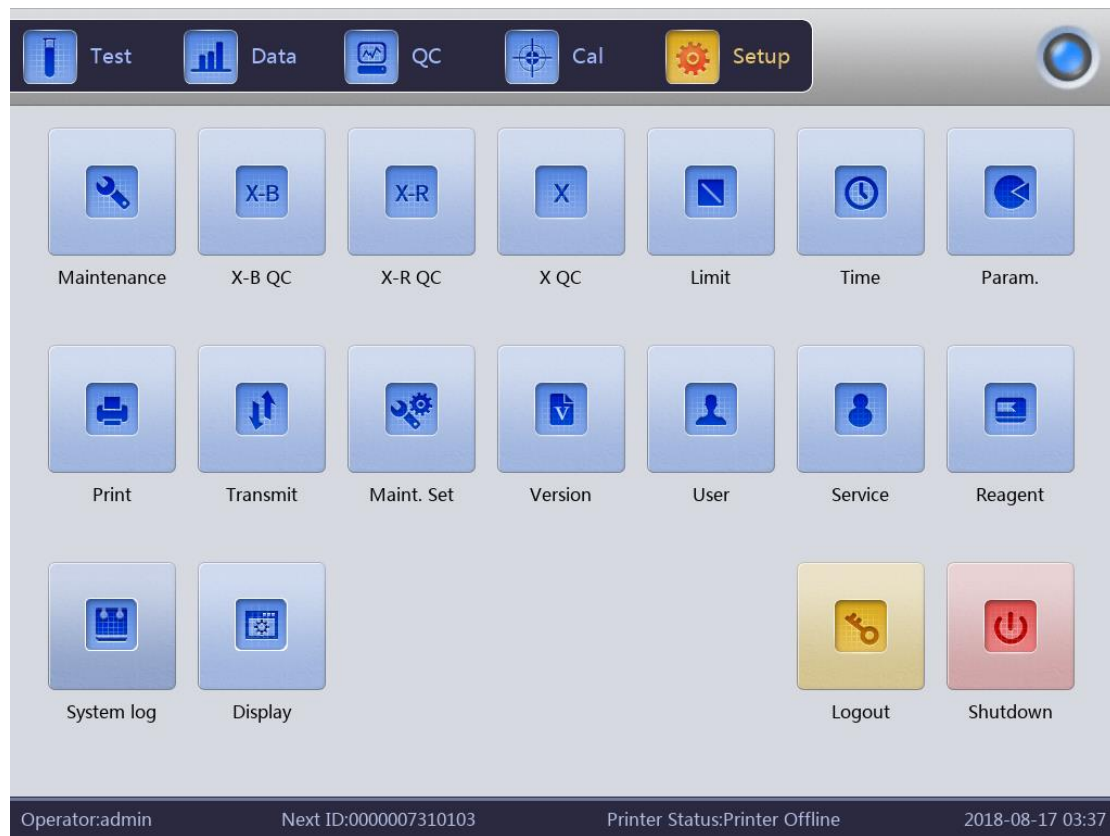 Test Data QC Cal Setup
X-B X-R X
Maintenance X-B QC X-R QC X QC Limit Time Param.
V
Print Transmit Maint. Set Version User Service Reagent
System log Display Logout Shutdown
Operator:admin Next ID:0000007310103 Printer Status:Printer Offline 2018-08-17 03:37